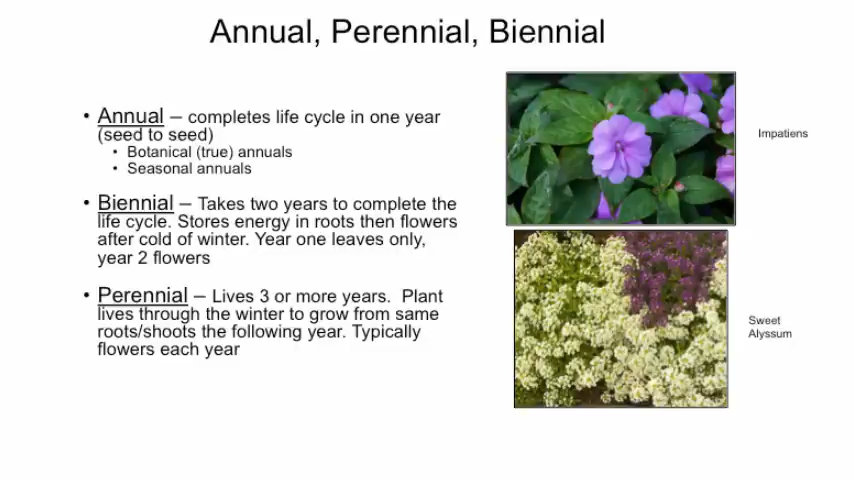 Annual, Perennial, Biennial
• Annual – completes life cycle in one year
(seed to seed)
• Botanical (true) annuals
• Seasonal annuals
• Biennial – Takes two years to complete the
life cycle. Stores energy in roots then flowers
after cold of winter. Year one leaves only,
year 2 flowers
• Perennial – Lives 3 or more years. Plant
lives through the winter to grow from same
roots/shoots the following year. Typically
flowers each year
Impatiens
Sweet
Alyssum